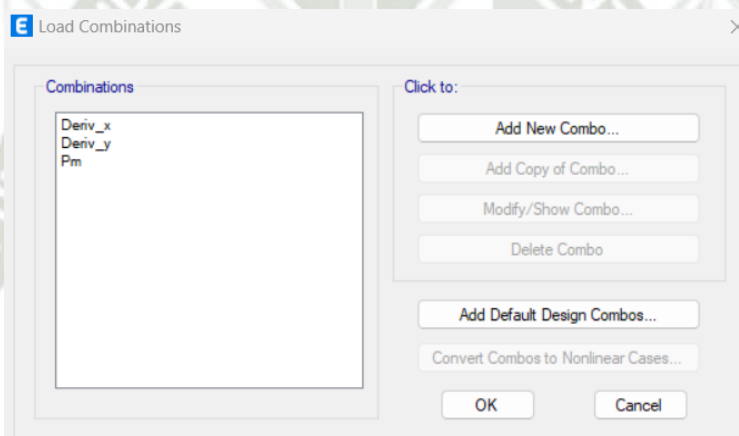 E Load Combinations
Combinations
Deriv_x
Deriv_y
Pm
Click to:
Add New Combo...
Add Copy of Combo...
Modify/Show Combo...
Delete Combo
Add Default Design Combos...
Convert Combos to Nonlinear Cases...
OK
Cancel